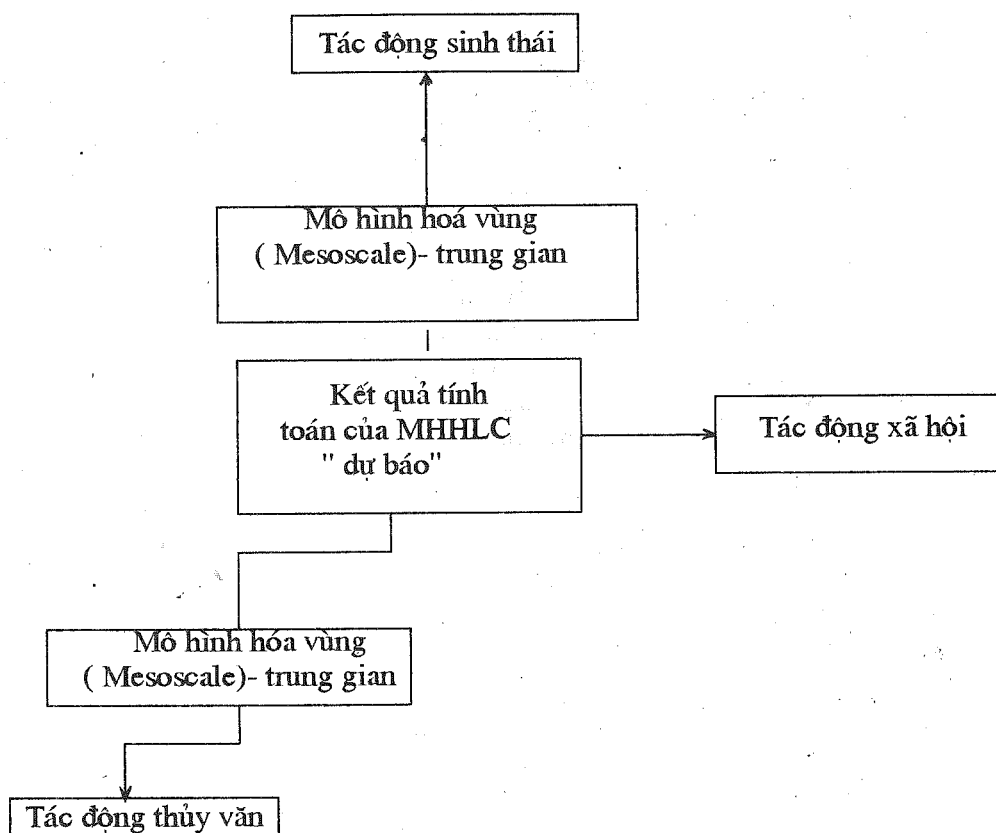 Tác động sinh thái
Mô hình hoá vùng
( Mesoscale)- trung gian
Kết quả tính
toán của MHHLC
" dự báo"
Tác động xã hội
Mô hình hóa vùng
( Mesoscale)- trung gian
Tác động thủy văn